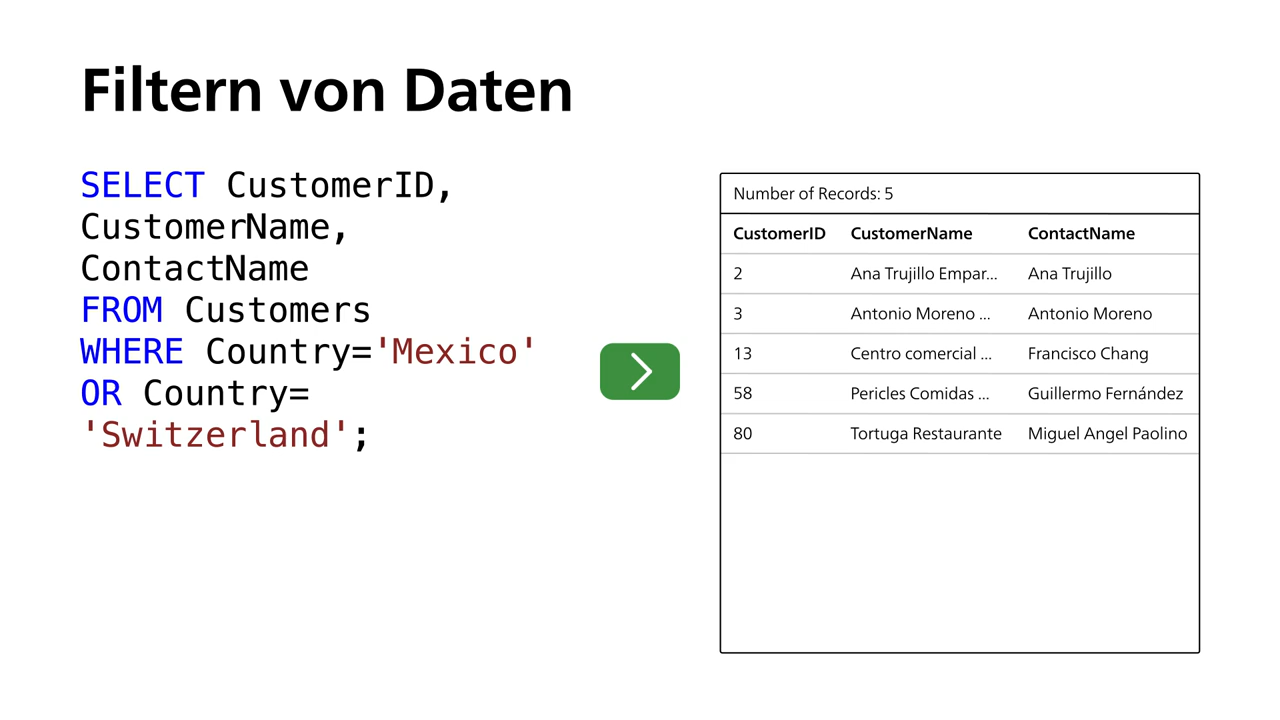 Filtern von Daten
SELECT CustomerID,
CustomerName,
ContactName
FROM Customers
WHERE Country='Mexico'
OR Country=
'Switzerland';
Number of Records: 5
CustomerID CustomerName ContactName
2 Ana Trujillo Empar... Ana Trujillo
3 Antonio Moreno ... Antonio Moreno
13 Centro comercial ... Francisco Chang
58 Pericles Comidas ... Guillermo Fernández
80 Tortuga Restaurante Miguel Angel Paolino